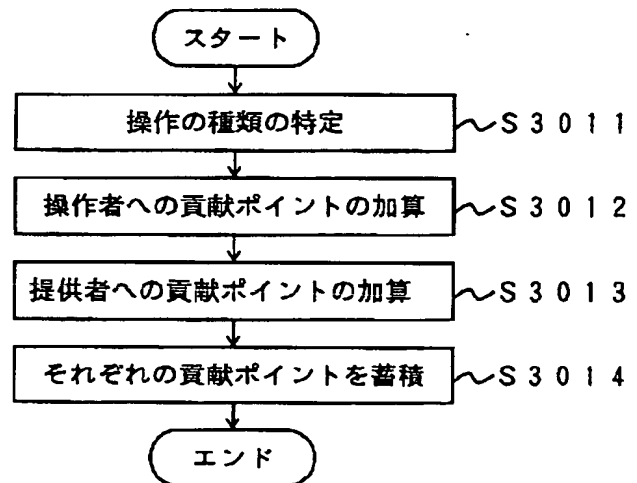 スタート
操作の種類の特定 S3011
操作者への貢献ポイントの加算 S3012
提供者への貢献ポイントの加算 S3013
それぞれの貢献ポイントを蓄積 S3014
エンド